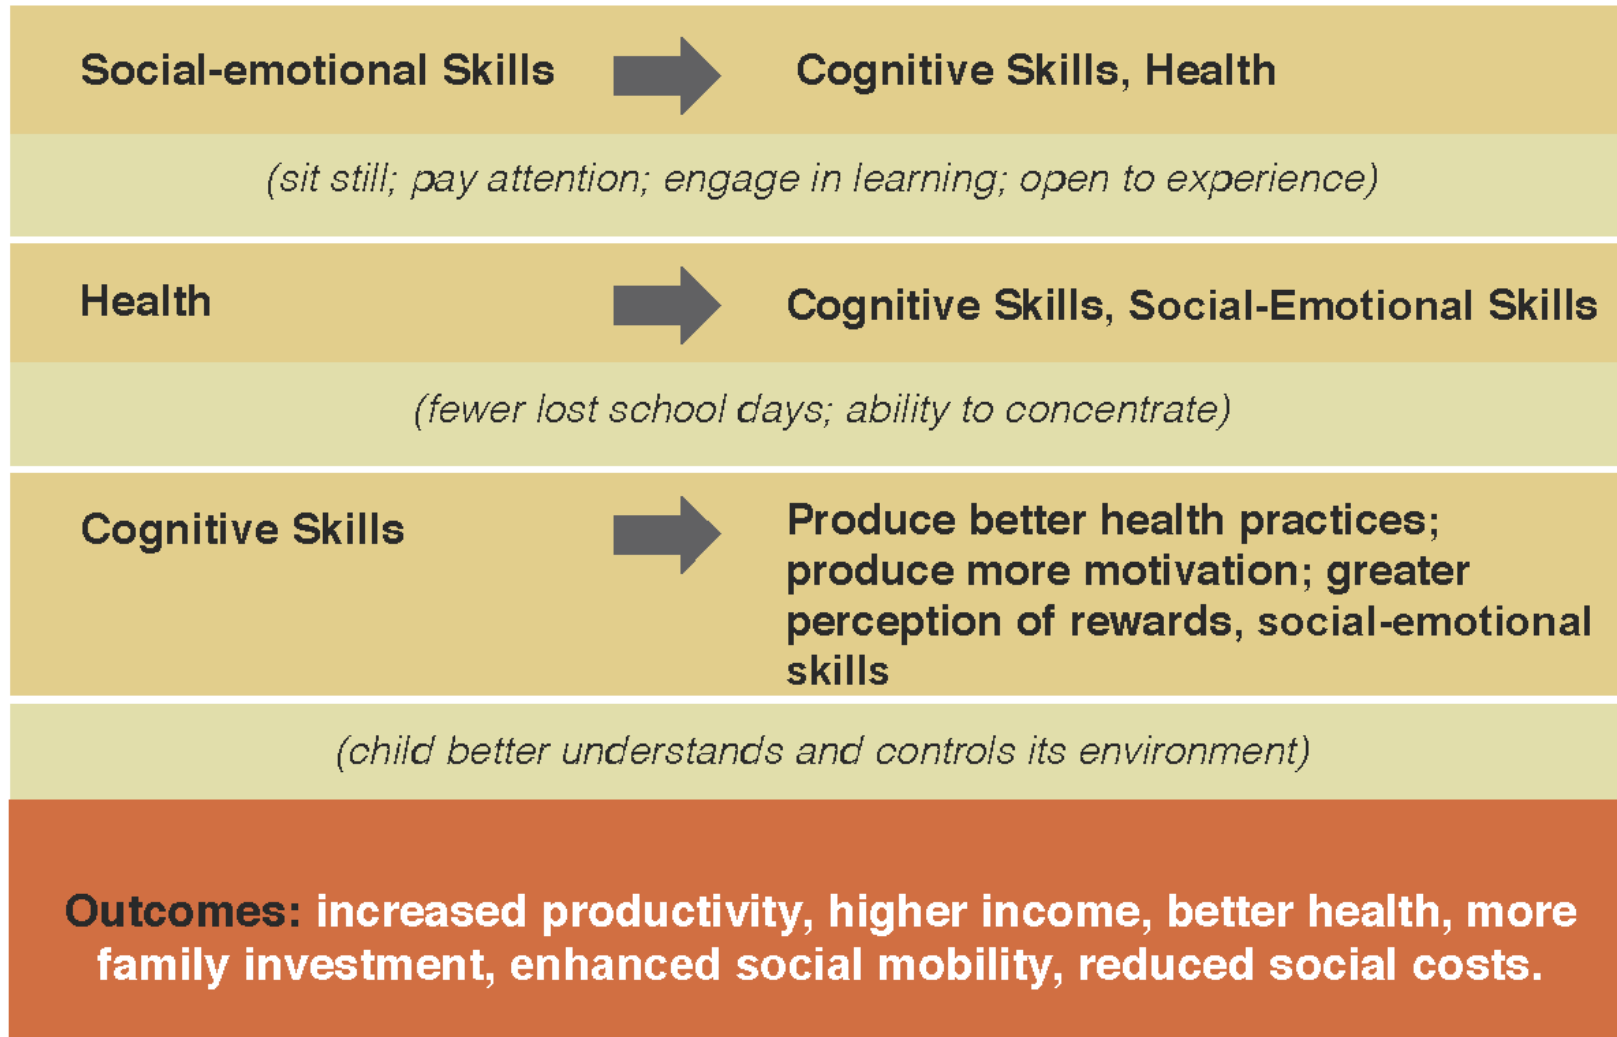 Social-emotional Skills
Cognitive Skills, Health
(sit still; pay attention; engage in learning; open to experience)
Health
Cognitive Skills, Social-Emotional Skills
(fewer lost school days; ability to concentrate)
Cognitive Skills
Produce better health practices;
produce more motivation; greater
perception of rewards, social-emotional
skills
(child better understands and controls its environment)
Outcomes: increased productivity, higher income, better health, more
family investment, enhanced social mobility, reduced social costs.